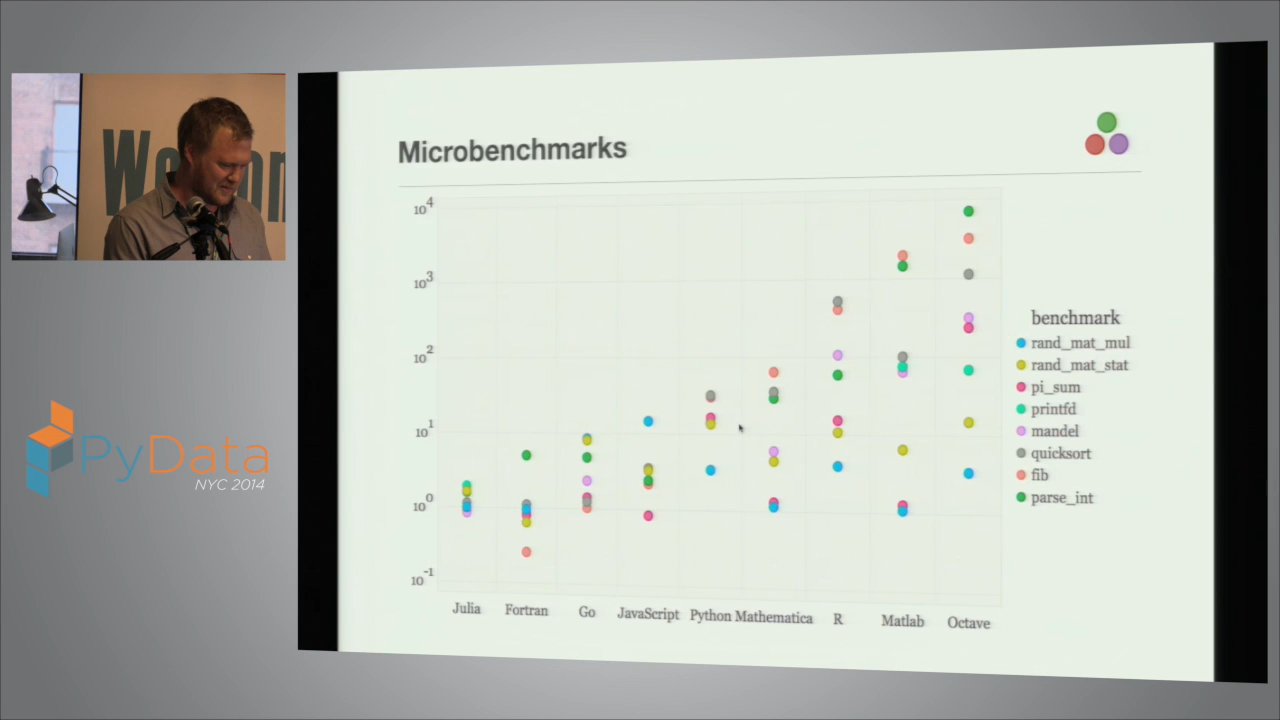 Microbenchmarks
10^4
10^3
10^2
10^1
10^0
10^-1
Julia Fortran Go JavaScript Python Mathematica R Matlab Octave
benchmark
rand_mat_mul
rand_mat_stat
pi_sum
printfd
mandel
quicksort
fib
parse_int
PyData
NYC 2014